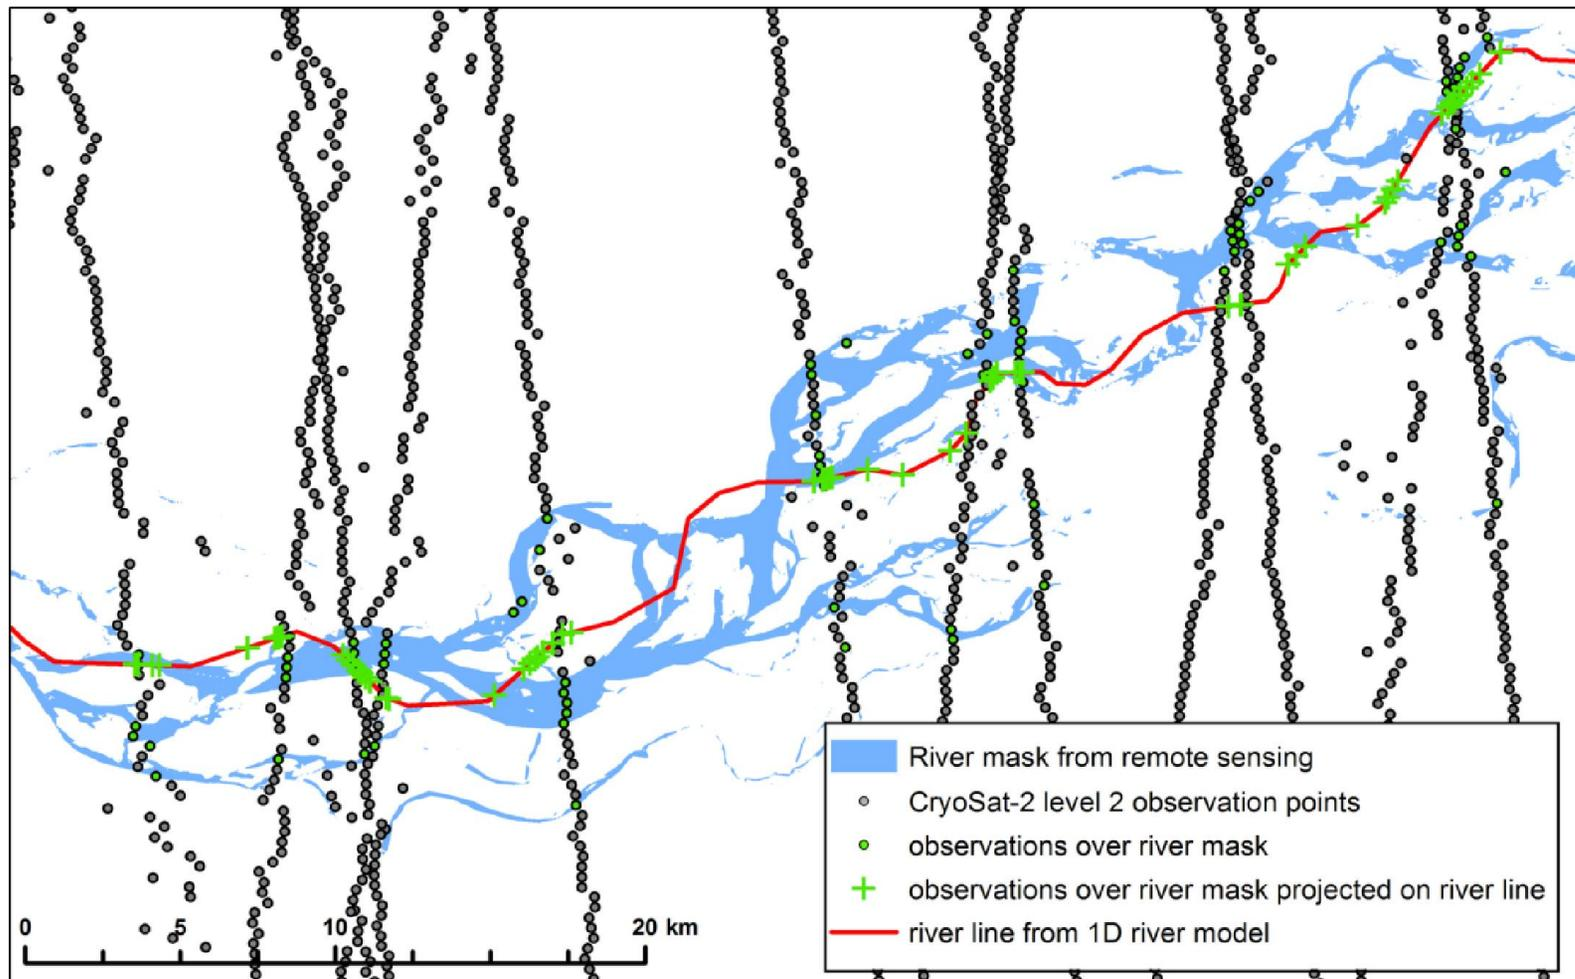 River mask from remote sensing
CryoSat-2 level 2 observation points
observations over river mask
observations over river mask projected on river line
river line from 1D river model
0 5 10 20 km